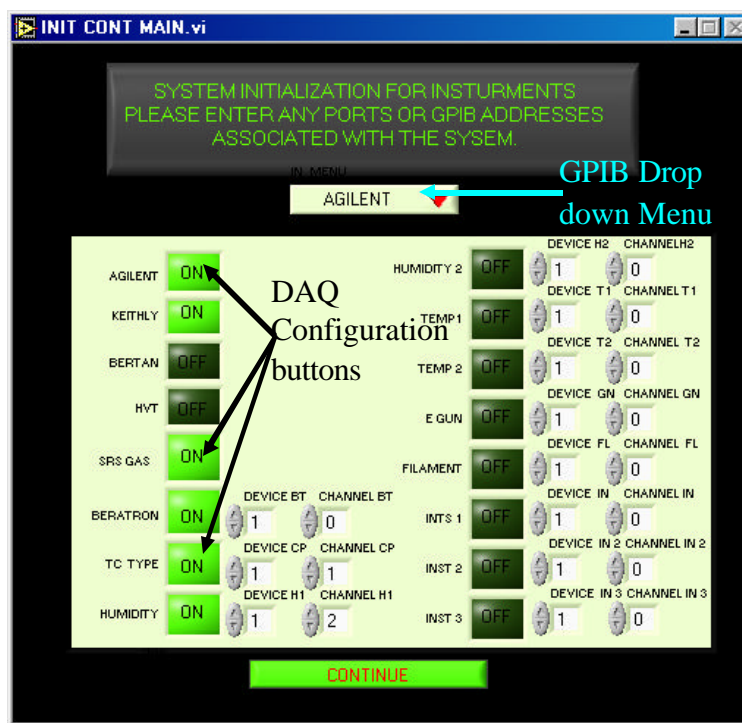 INIT CONT MAIN.vi
SYSTEM INITIALIZATION FOR INSTURMENTS
PLEASE ENTER ANY PORTS OR GPIB ADDRESSES
ASSOCIATED WITH THE SYSEM.
IN MENU
AGILENT
GPIB Drop
down Menu
AGILENT ON
KEITHLY ON
BERTAN OFF
HVT OFF
SRS GAS ON
BERATRON ON DEVICE BT 1 CHANNEL BT 0
TC TYPE ON DEVICE CP 1 CHANNEL CP 1
HUMIDITY ON DEVICE H1 1 CHANNEL H1 2
DAQ
Configuration
buttons
HUMIDITY 2 OFF DEVICE H2 1 CHANNELH2 0
TEMP1 OFF DEVICE T1 1 CHANNEL T1 0
TEMP 2 OFF DEVICE T2 1 CHANNEL T2 0
E GUN OFF DEVICE GN 1 CHANNEL GN 0
FILAMENT OFF DEVICE FL 1 CHANNEL FL 0
INTS 1 OFF DEVICE IN 1 CHANNEL IN 0
INST 2 OFF DEVICE IN 2 1 CHANNEL IN 2 0
INST 3 OFF DEVICE IN 3 1 CHANNEL IN 3 0
CONTINUE